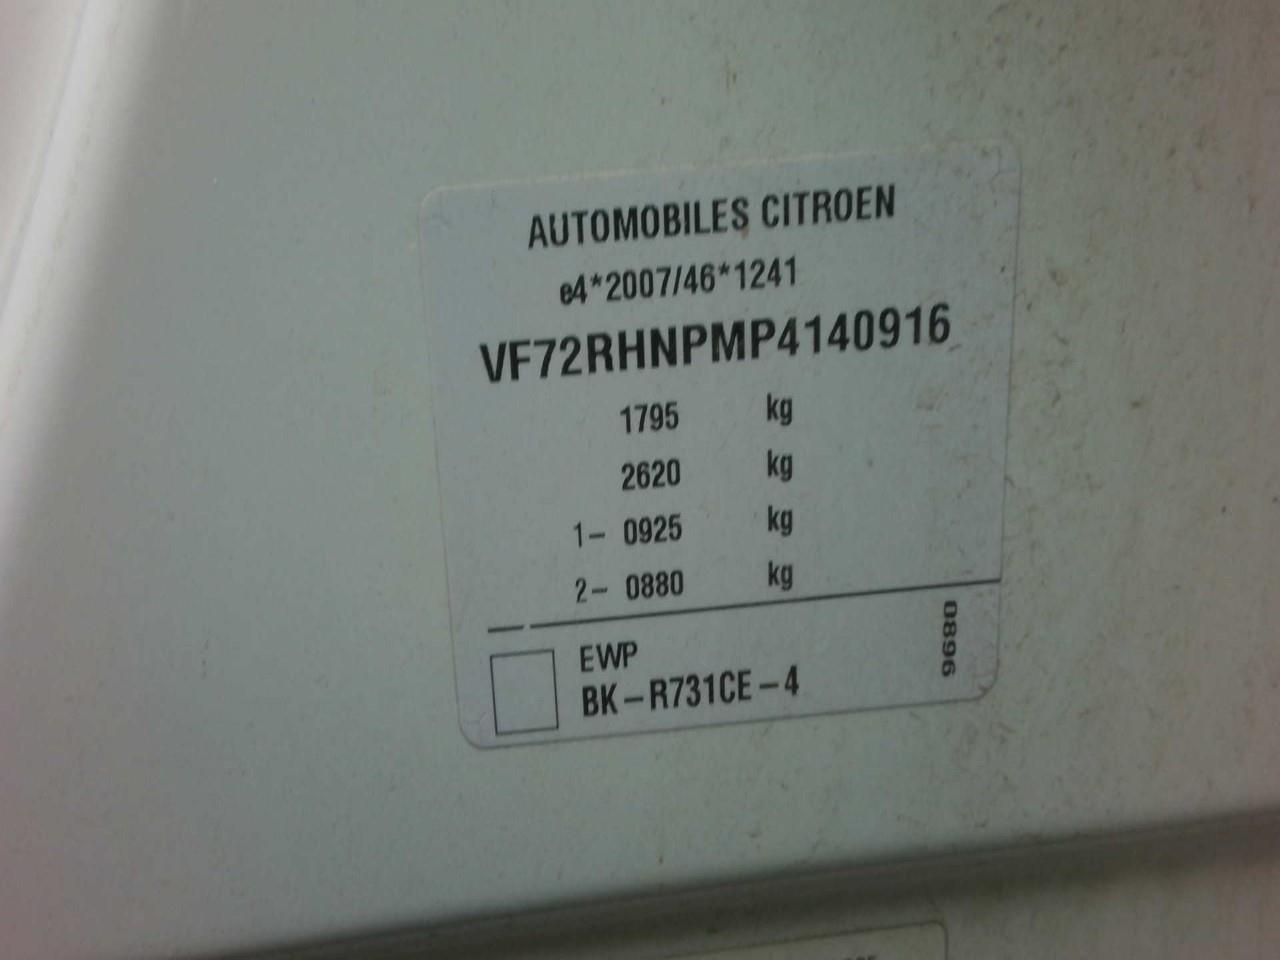 AUTOMOBILES CITROEN
e4*2007/46*1241
VF72RHNPMP4140916
1795 kg
2620 kg
1- 0925 kg
2- 0880 kg
EWP
BK-R731CE-4
0896